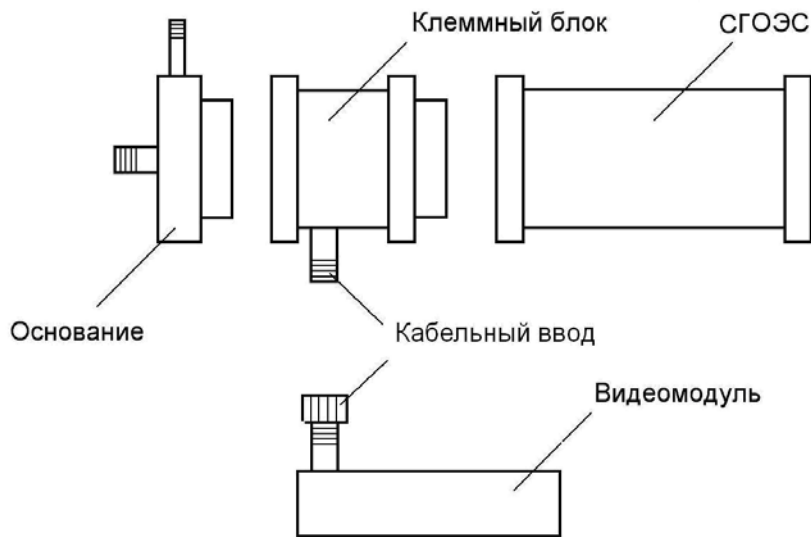 Клеммный блок
СГОЭС
Основание
Кабельный ввод
Видеомодуль